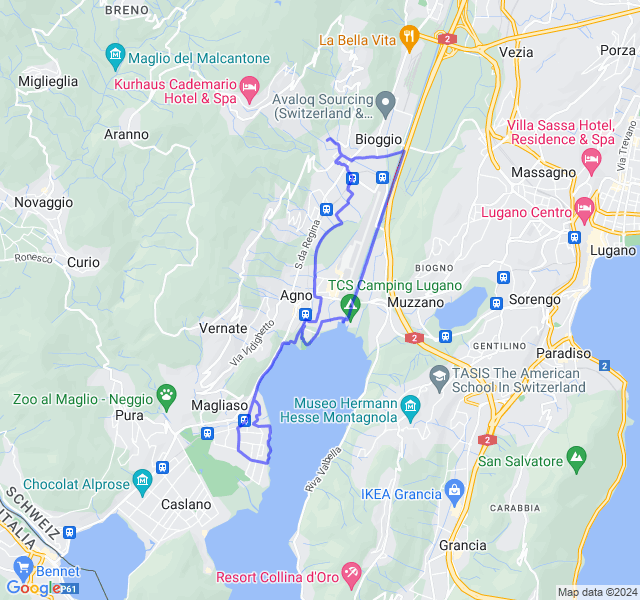 BRENO
La Bella Vita
2
Vezia
Porza
Maglio del Malcantone
Miglieglia
Kurhaus Cademario
Hotel & Spa
Avaloq Sourcing
(Switzerland &...
Aranno
Bioggio
Villa Sassa Hotel,
Residence & Spa
Via Trevano
Massagno
Novaggio
Lugano Centro
S da Regina
Lugano
Ronesco
Curio
BIOGNO
TCS Camping Lugano
Agno
Muzzano
Sorengo
Vernate
Via Vidighetto
2
GENTILINO
Paradiso
2
TASIS The American
School In Switzerland
Zoo al Maglio - Neggio
Magliaso
Pura
Museo Hermann
Hesse Montagnola
2
Riva Valbella
San Salvatore
Chocolat Alprose
IKEA Grancia
Caslano
CARABBIA
SCHWEIZ
ITALIA
Grancia
Bennet
Resort Collina d'Oro
Google
P61
Map data ©2024